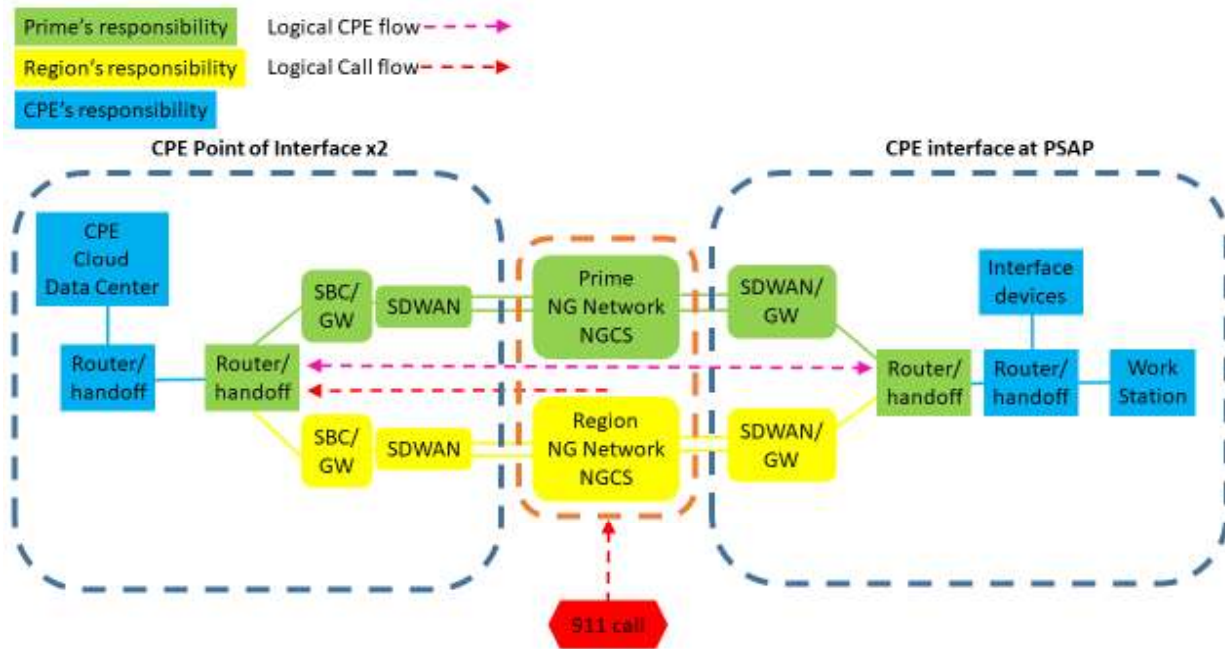 Prime's responsibility
Logical CPE flow
Region's responsibility
Logical Call flow
CPE's responsibility
CPE Point of Interface x2
CPE interface at PSAP
CPE
Cloud
Data Center
SBC/
GW
SDWAN
Prime
NG Network
NGCS
SDWAN/
GW
Interface
devices
Router/
handoff
Router/
handoff
Router/
handoff
Router/
handoff
Work
Station
SBC/
GW
SDWAN
Region
NG Network
NGCS
SDWAN/
GW
911 call